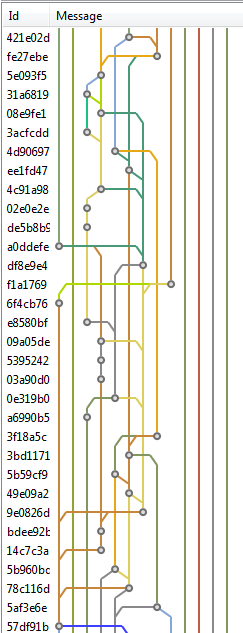 Id Message
421e02d
fe27ebe
5e093f5
31a6819
08e9fe1
3acfcdd
4d90697
ee1fd47
4c91a98
02e0e2e
de5b8b9
a0ddefe
df8e9e4
f1a1769
6f4cb76
e8580bf
09a05de
5395242
03a90d0
0e319b0
a6990b5
3f18a5c
3bd1171
5b59cf9
49e09a2
9e0826d
bdee92b
14c7c3a
5b960bc
78c116d
5af3e6e
57df91b